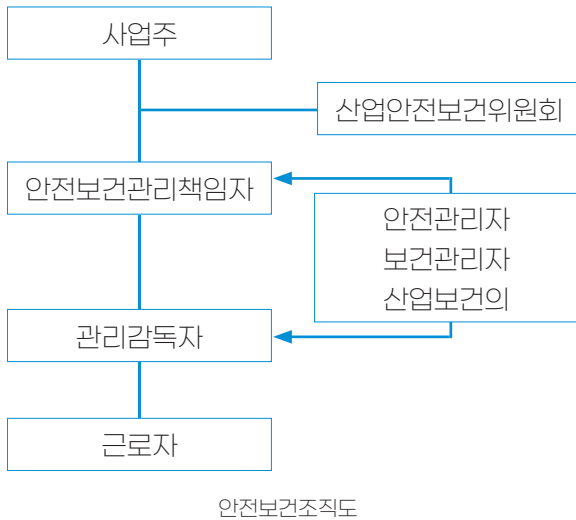 사업주
산업안전보건위원회
안전보건관리책임자
안전관리자
보건관리자
산업보건의
관리감독자
근로자
안전보건조직도